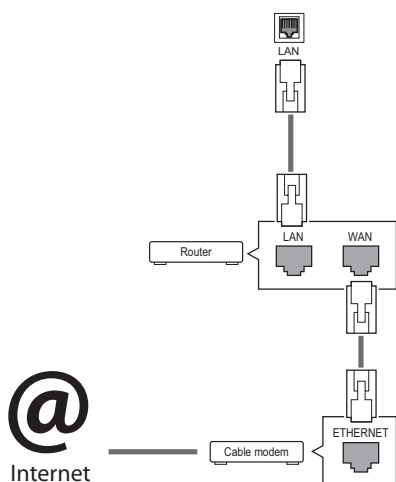 LAN
LAN WAN
Router
ETHERNET
@
Cable modem
Internet